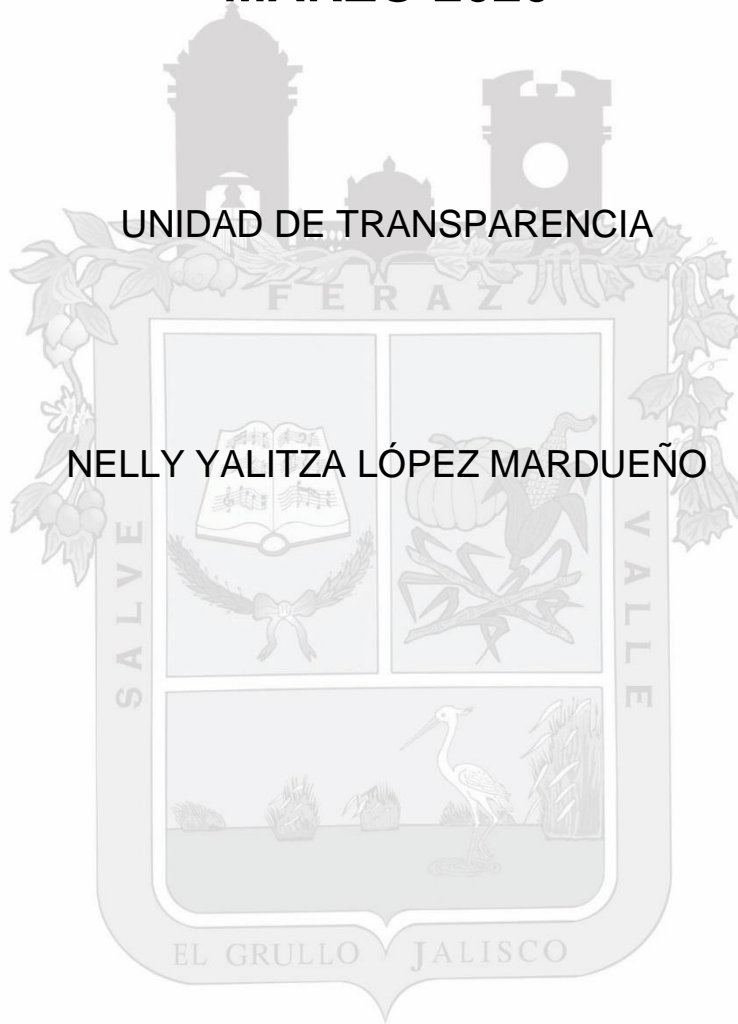 UNIDAD DE TRANSPARENCIA
FERAZ
NELLY YALITZA LÓPEZ MARDUEÑO
SALVE
VALLE
EL GRULLO JALISCO